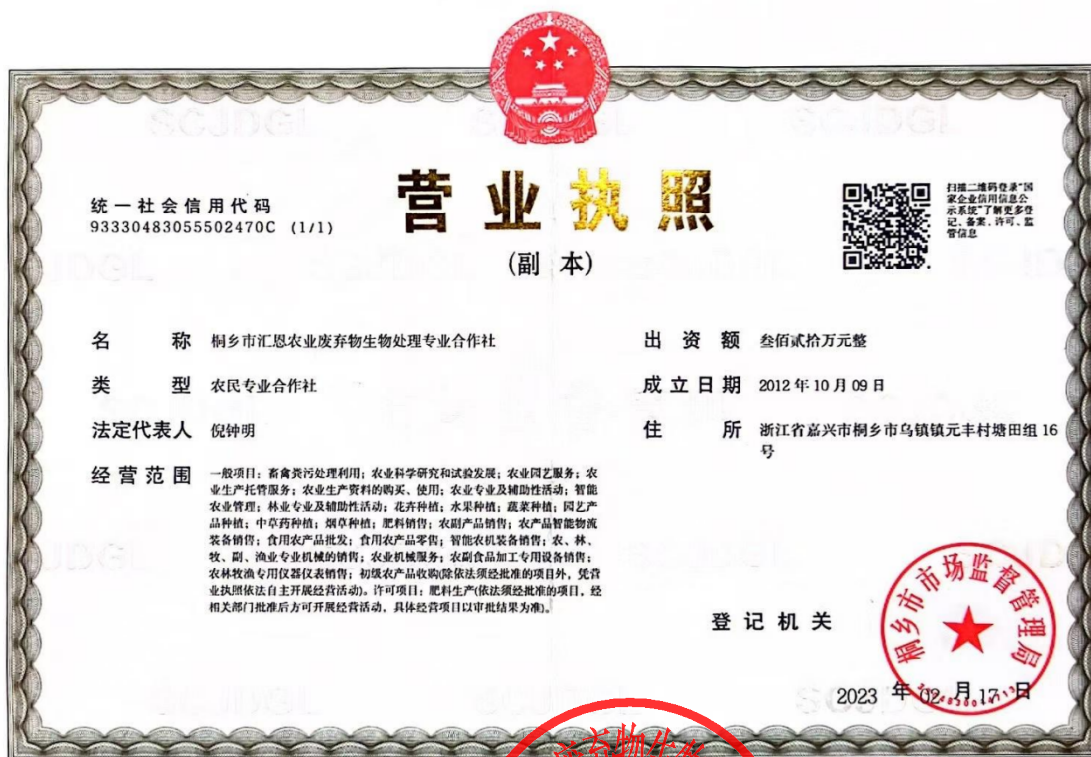 营业执照
(副 本)
统一社会信用代码
93330483055502470C (1/1)
扫描二维码登录“国
家企业信用信息公
示系统”了解更多登
记、备案、许可、监
管信息
名 称 桐乡市汇恩农业废弃物生物处理专业合作社
类 型 农民专业合作社
法定代表人 倪钟明
经营范围 一般项目：畜禽粪污处理利用；农业科学研究和试验发展；农业园艺服务；农
业生产托管服务；农业生产资料的购买、使用；农业专业及辅助性活动；智能
农业管理；林业专业及辅助性活动；花卉种植；水果种植；蔬菜种植；园艺产
品种植；中草药种植；烟草种植；肥料销售；农副产品销售；农产品智能物流
装备销售；食用农产品批发；食用农产品零售；智能农机装备销售；农、林、
牧、副、渔业专业机械的销售；农业机械服务；农副食品加工专用设备销售；
农林牧渔专用仪器仪表销售；初级农产品收购(除依法须经批准的项目外，凭营
业执照依法自主开展经营活动)。许可项目：肥料生产(依法须经批准的项目，经
相关部门批准后方可开展经营活动，具体经营项目以审批结果为准)。
出 资 额 叁佰贰拾万元整
成立日期 2012 年 10 月 09 日
住 所 浙江省嘉兴市桐乡市乌镇镇元丰村塘田组 16
号
登记机关
桐乡市市场监督管理局
2023 年 02 月 17 日
弃物生